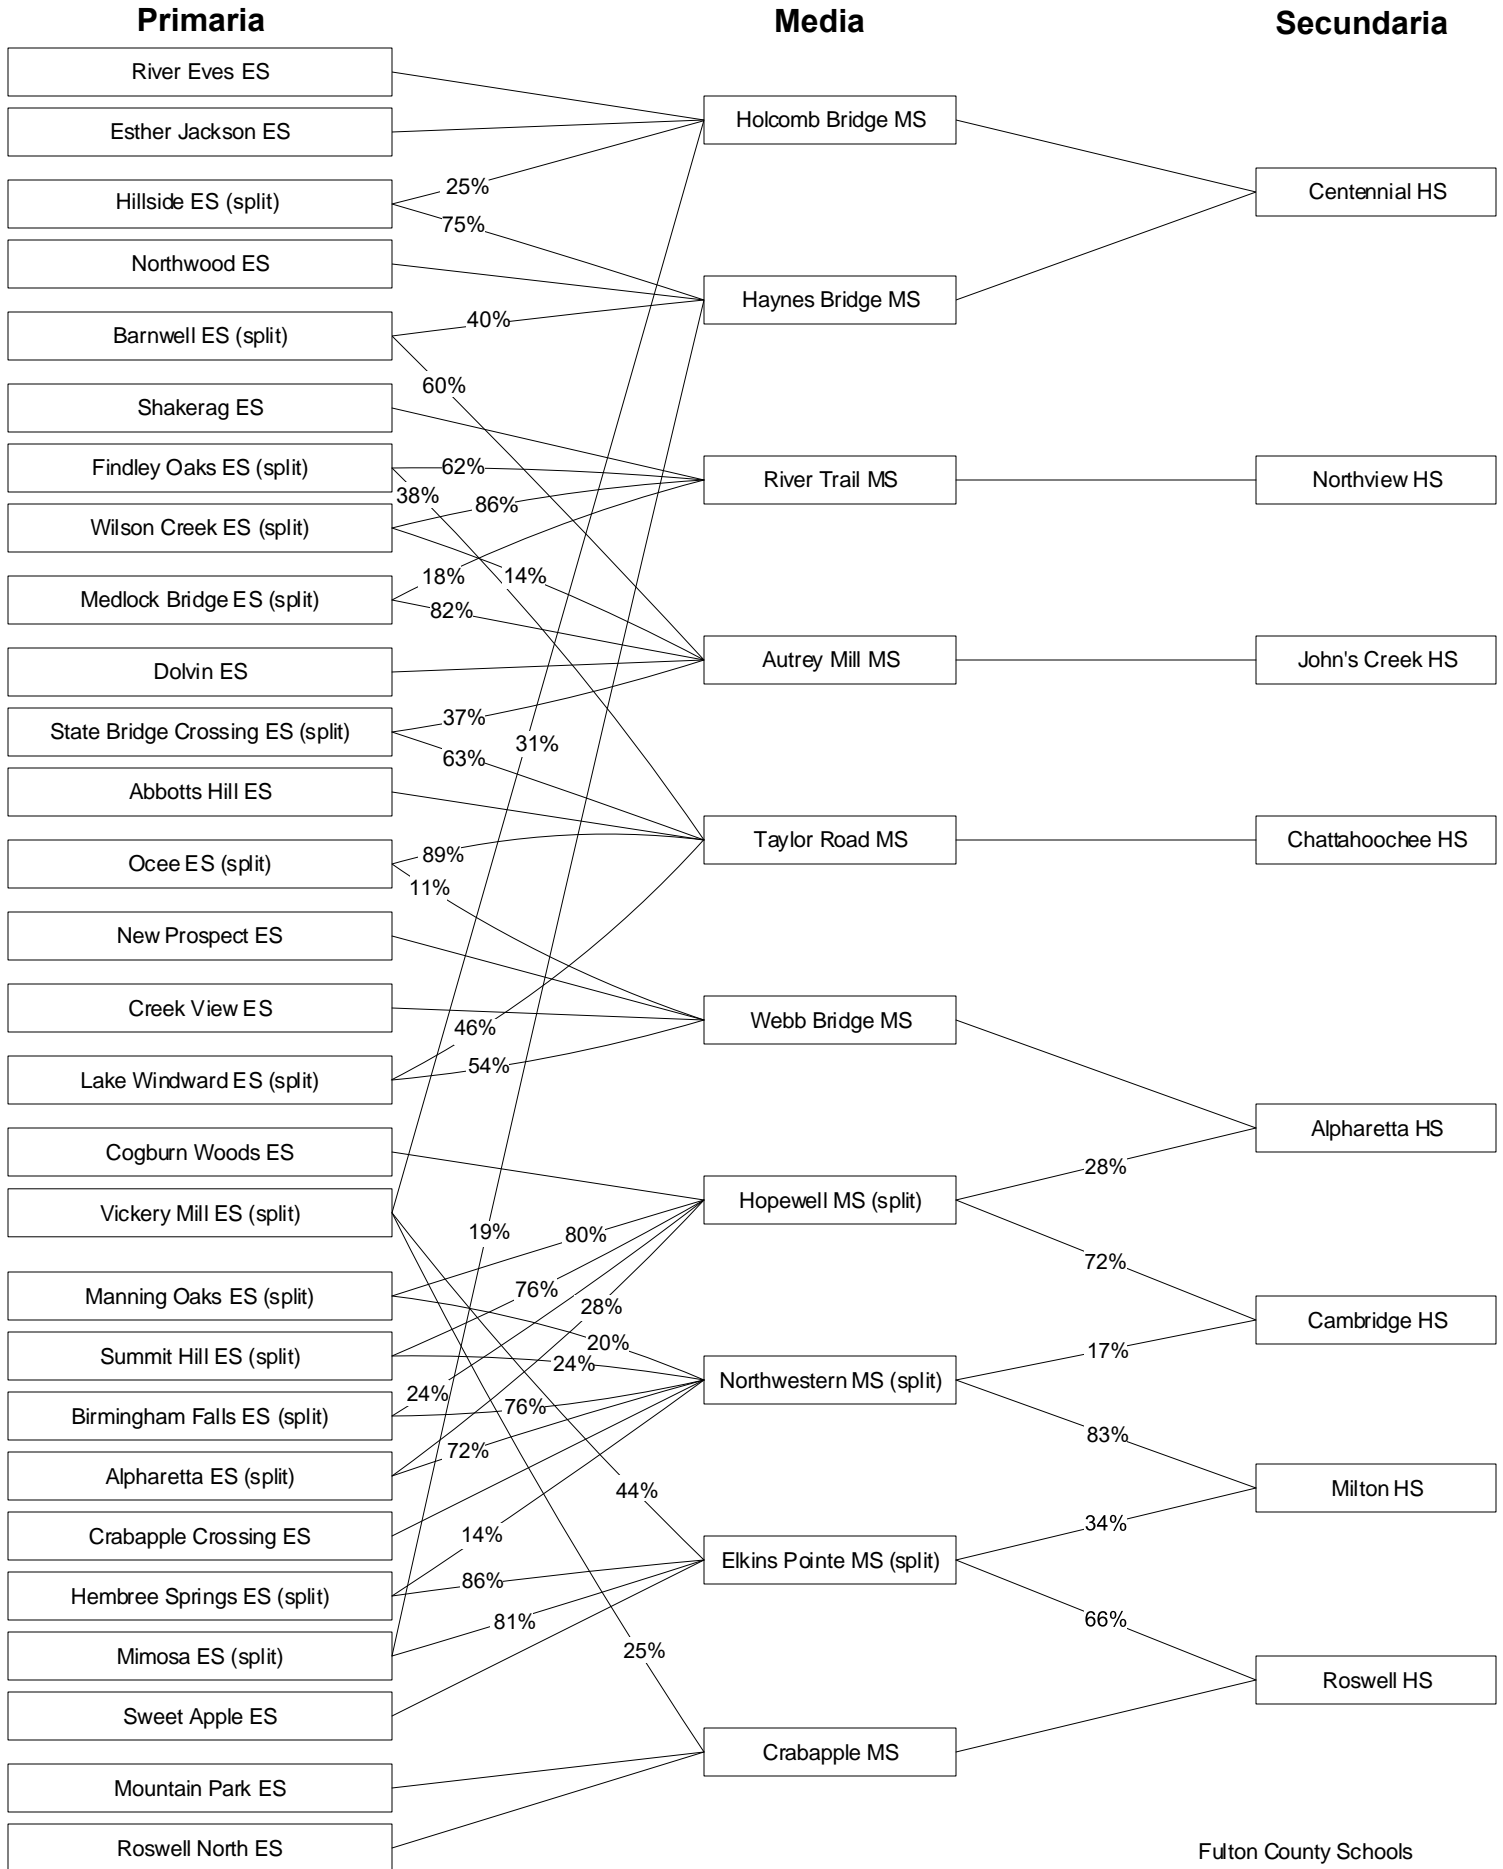 Primaria
Media
Secundaria
River Eves ES
Esther Jackson ES
Hillside ES (split)
Northwood ES
Barnwell ES (split)
Shakerag ES
Findley Oaks ES (split)
Wilson Creek ES (split)
Medlock Bridge ES (split)
Dolvin ES
State Bridge Crossing ES (split)
Abbotts Hill ES
Ocee ES (split)
New Prospect ES
Creek View ES
Lake Windward ES (split)
Cogburn Woods ES
Vickery Mill ES (split)
Manning Oaks ES (split)
Summit Hill ES (split)
Birmingham Falls ES (split)
Alpharetta ES (split)
Crabapple Crossing ES
Hembree Springs ES (split)
Mimosa ES (split)
Sweet Apple ES
Mountain Park ES
Roswell North ES
25%
75%
40%
60%
62%
38%
86%
18%
14%
82%
37%
31%
63%
89%
11%
46%
54%
19%
80%
76%
28%
20%
24%
24%
76%
72%
44%
14%
86%
81%
25%
Holcomb Bridge MS
Haynes Bridge MS
River Trail MS
Autrey Mill MS
Taylor Road MS
Webb Bridge MS
Hopewell MS (split)
Northwestern MS (split)
Elkins Pointe MS (split)
Crabapple MS
28%
72%
17%
83%
34%
66%
Centennial HS
Northview HS
John's Creek HS
Chattahoochee HS
Alpharetta HS
Cambridge HS
Milton HS
Roswell HS
Fulton County Schools